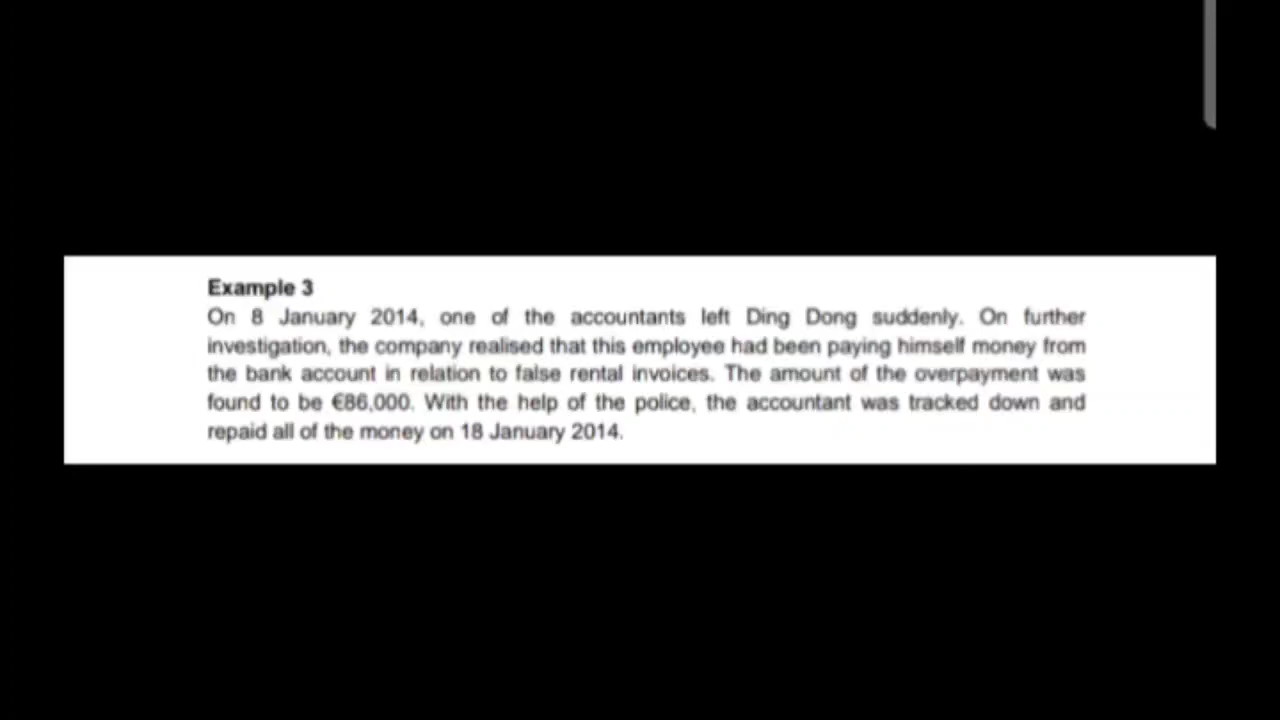 Example 3
On 8 January 2014, one of the accountants left Ding Dong suddenly. On further
investigation, the company realised that this employee had been paying himself money from
the bank account in relation to false rental invoices. The amount of the overpayment was
found to be €86,000. With the help of the police, the accountant was tracked down and
repaid all of the money on 18 January 2014.